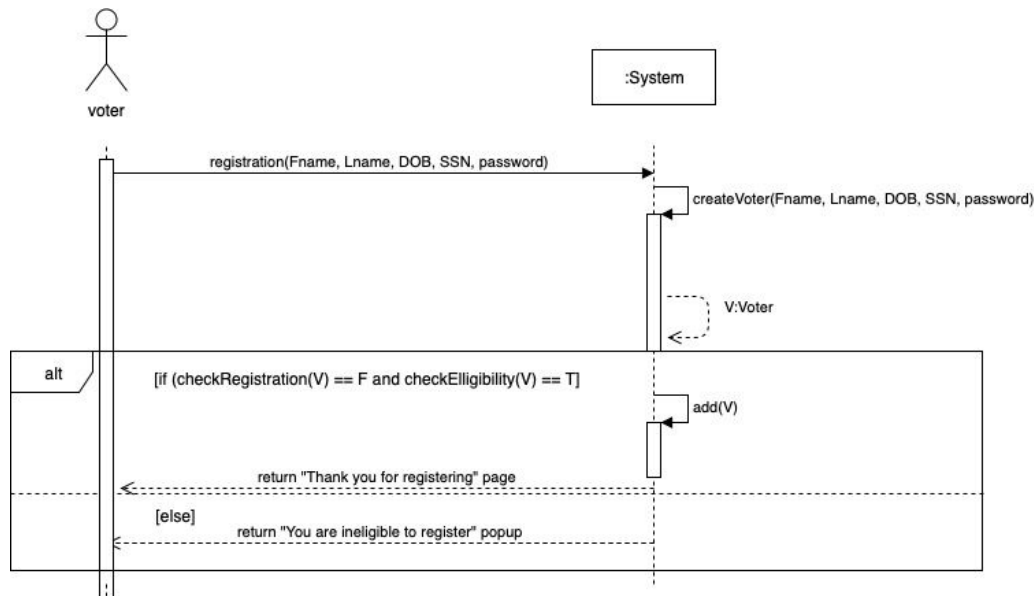 :System
voter
registration(Fname, Lname, DOB, SSN, password)
createVoter(Fname, Lname, DOB, SSN, password)
V:Voter
alt
[if (checkRegistration(V) == F and checkElligibility(V) == T]
add(V)
return "Thank you for registering" page
[else]
return "You are ineligible to register" popup